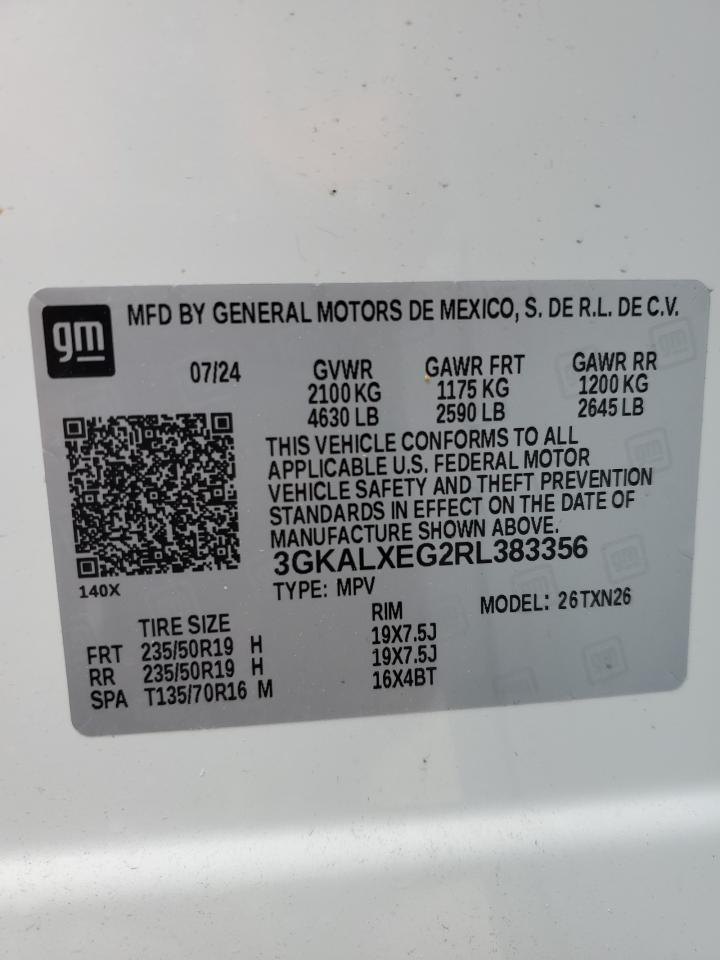 gm
MFD BY GENERAL MOTORS DE MEXICO, S. DE R.L. DE C.V.
07/24 GVWR GAWR FRT GAWR RR
2100 KG 1175 KG 1200 KG
4630 LB 2590 LB 2645 LB
THIS VEHICLE CONFORMS TO ALL
APPLICABLE U.S. FEDERAL MOTOR
VEHICLE SAFETY AND THEFT PREVENTION
STANDARDS IN EFFECT ON THE DATE OF
MANUFACTURE SHOWN ABOVE.
3GKALXEG2RL383356
140X
TYPE: MPV
MODEL: 26TXN26
TIRE SIZE RIM
FRT 235/50R19 H 19X7.5J
RR 235/50R19 H 19X7.5J
SPA T135/70R16 M 16X4BT